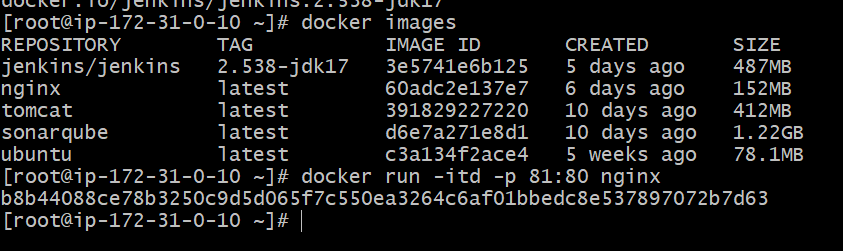 docker.io/jenkins/jenkins:2.538-jdk17
[root@ip-172-31-0-10 ~]# docker images
REPOSITORY TAG IMAGE ID CREATED SIZE
jenkins/jenkins 2.538-jdk17 3e5741e6b125 5 days ago 487MB
nginx latest 60adc2e137e7 6 days ago 152MB
tomcat latest 391829227220 10 days ago 412MB
sonarqube latest d6e7a271e8d1 10 days ago 1.22GB
ubuntu latest c3a134f2ace4 5 weeks ago 78.1MB
[root@ip-172-31-0-10 ~]# docker run -itd -p 81:80 nginx
b8b44088ce78b3250c9d5d065f7c550ea3264c6af01bbedc8e537897072b7d63
[root@ip-172-31-0-10 ~]#